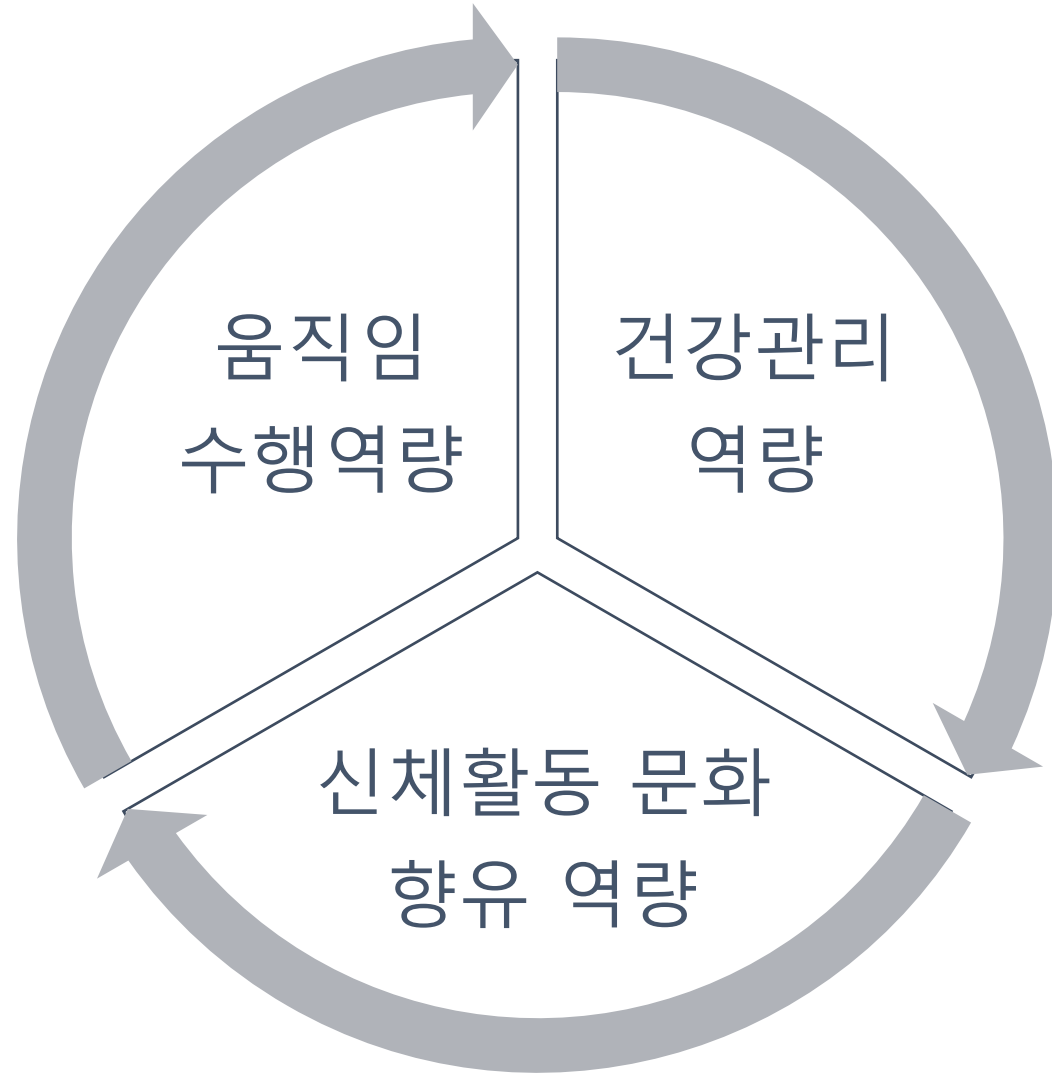 움직임
수행역량
건강관리
역량
신체활동 문화
향유 역량